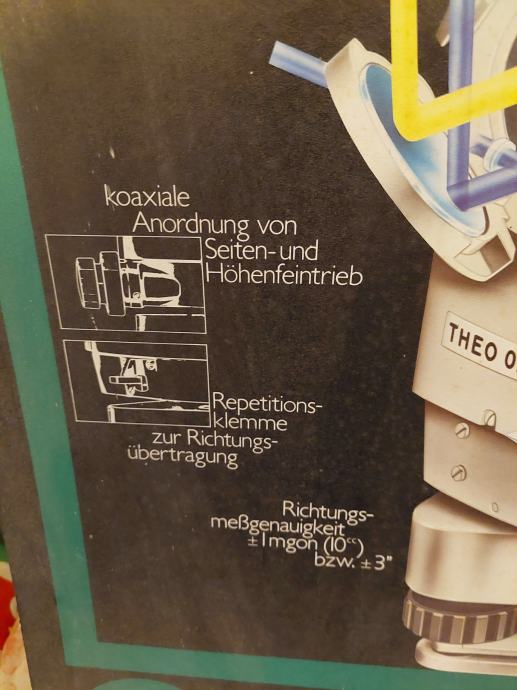 koaxiale
Anordnung von
Seiten-und
Höhenfeintrieb
THEO 0
Repetitions-
klemme
zur Richtungs-
übertragung
Richtungs-
meßgenauigkeit
±1mgon (10ᶜᶜ)
bzw. ±3"